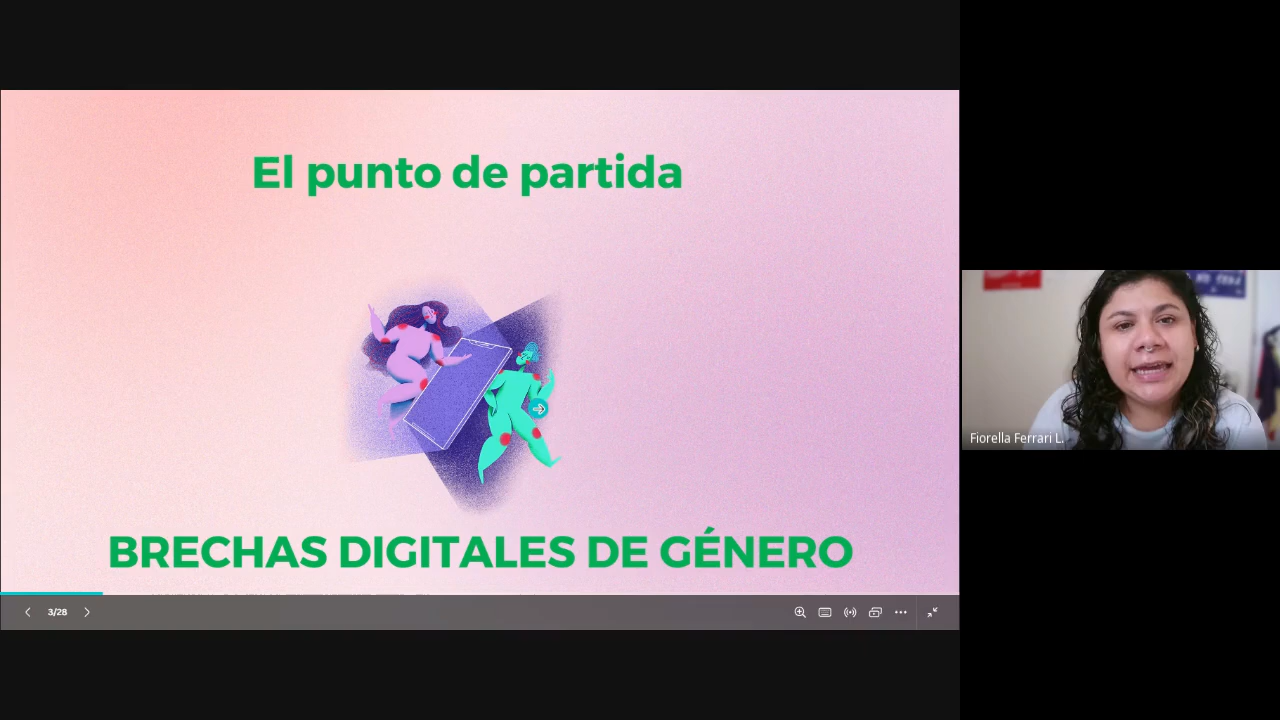 El punto de partida
BRECHAS DIGITALES DE GÉNERO
3/28
Fiorella Ferrari L.